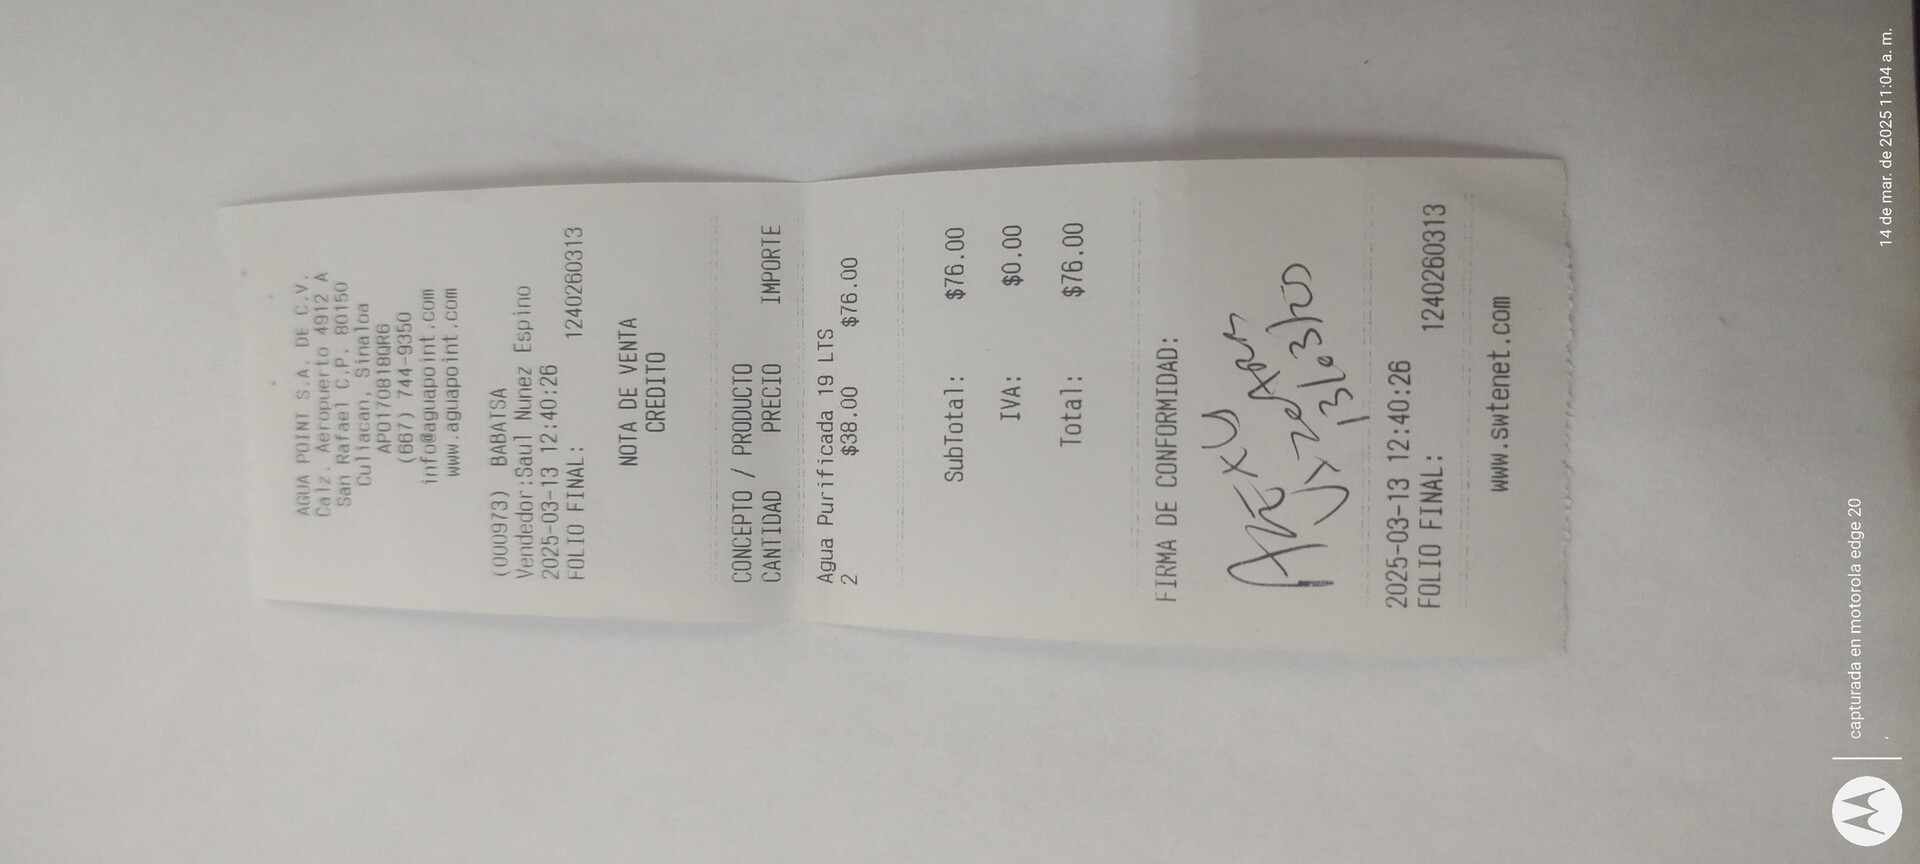 AGUA POINT S.A. DE C.V.
Calz. Aeropuerto 4912 A
San Rafael C.P. 80150
Culiacan, Sinaloa
APO170818QR6
(667) 744-9350
info@aguapoint.com
www.aguapoint.com
(000973) BABATSA
Vendedor:Saul Nunez Espino
2025-03-13 12:40:26
FOLIO FINAL: 1240260313
NOTA DE VENTA
CREDITO
CONCEPTO / PRODUCTO
CANTIDAD PRECIO IMPORTE
Agua Purificada 19 LTS
2 $38.00 $76.00
SubTotal: $76.00
IVA: $0.00
Total: $76.00
FIRMA DE CONFORMIDAD:
2025-03-13 12:40:26
FOLIO FINAL: 1240260313
www.swtenet.com
capturada en motorola edge 20
14 de mar. de 2025 11:04 a. m.